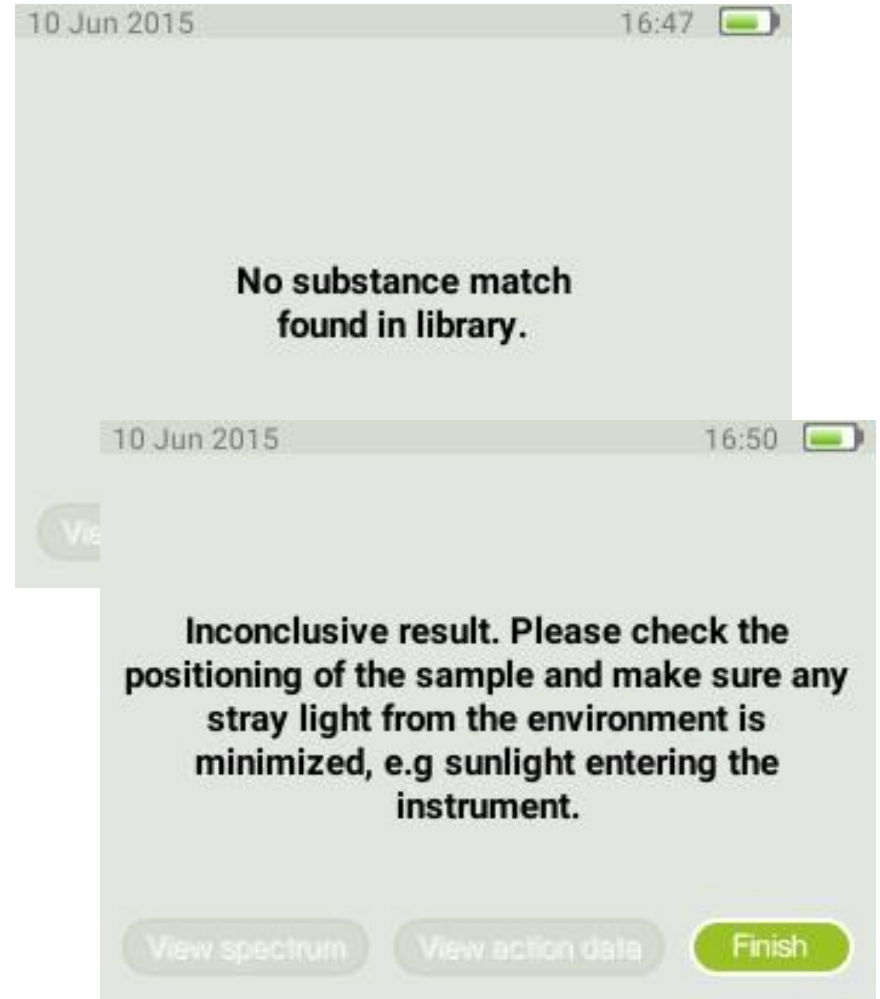 10 Jun 2015 16:47
No substance match
found in library.
10 Jun 2015 16:50
Inconclusive result. Please check the
positioning of the sample and make sure any
stray light from the environment is
minimized, e.g sunlight entering the
instrument.
View spectrum View action data Finish